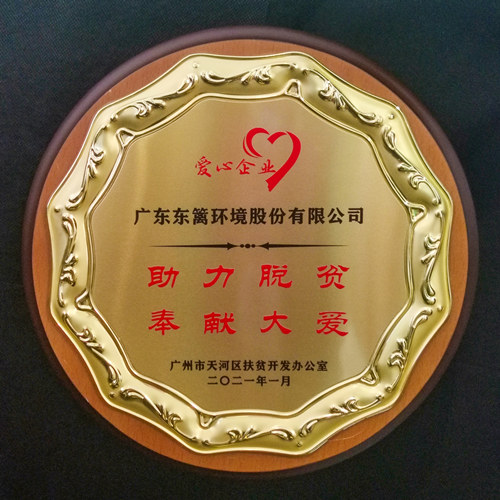 爱心企业
广东东篱环境股份有限公司
助力脱贫
奉献大爱
广州市天河区扶贫开发办公室
二〇二一年一月